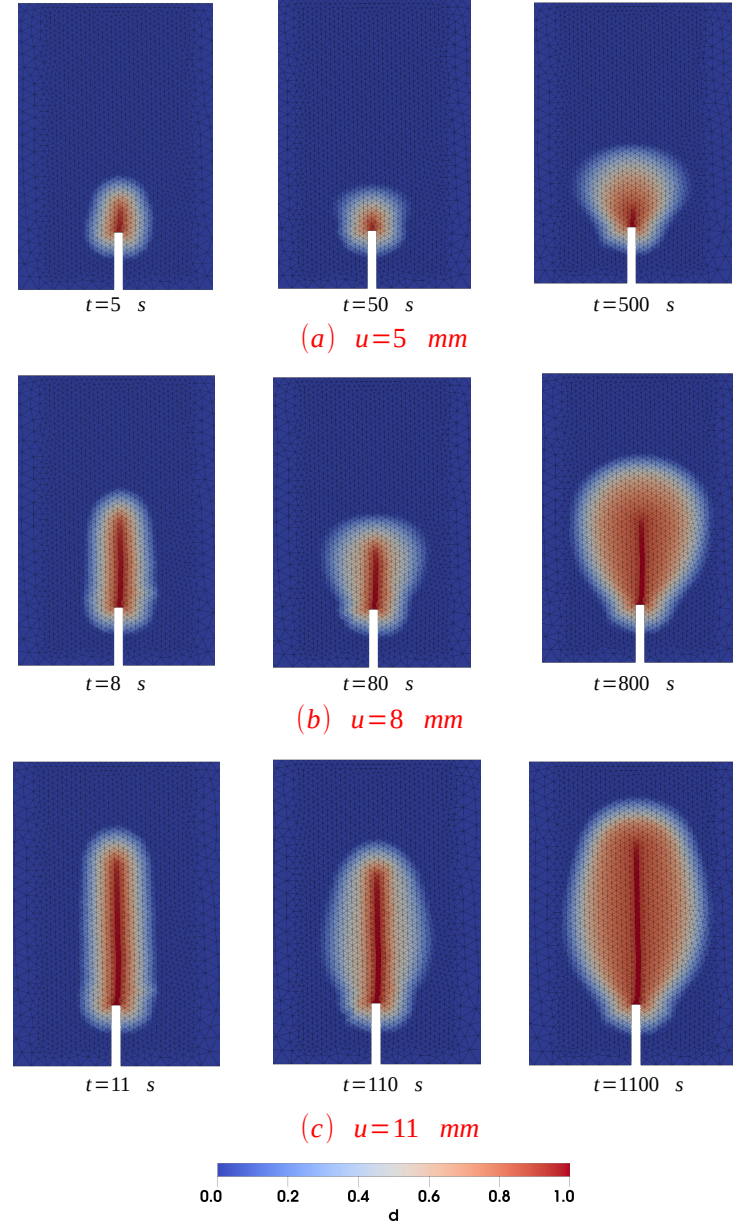 t=5 s t=50 s t=500 s
(a) u=5 mm
t=8 s t=80 s t=800 s
(b) u=8 mm
t=11 s t=110 s t=1100 s
(c) u=11 mm
0.0 0.2 0.4 0.6 0.8 1.0
d